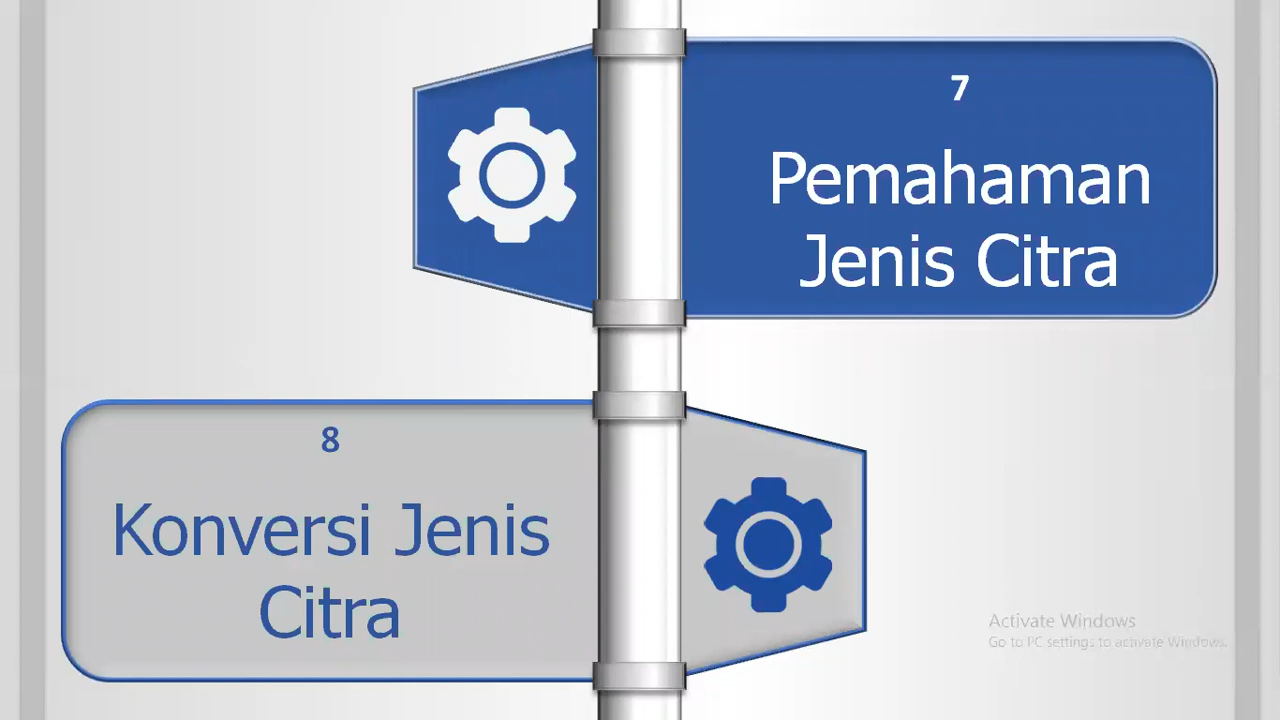 7
Pemahaman
Jenis Citra
8
Konversi Jenis
Citra
Activate Windows
Go to PC settings to activate Windows.